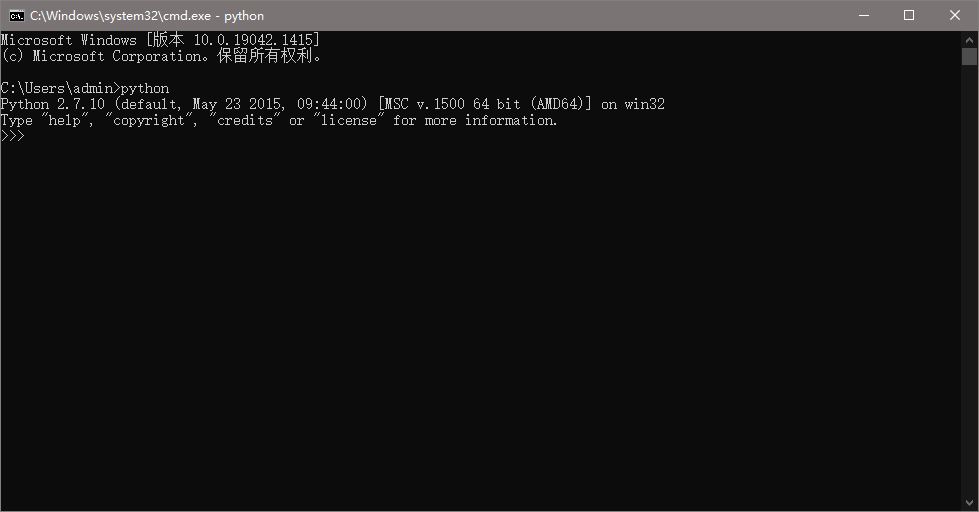 C:\Windows\system32\cmd.exe - python
Microsoft Windows [版本 10.0.19042.1415]
(c) Microsoft Corporation。保留所有权利。
C:\Users\admin>python
Python 2.7.10 (default, May 23 2015, 09:44:00) [MSC v.1500 64 bit (AMD64)] on win32
Type "help", "copyright", "credits" or "license" for more information.
>>>